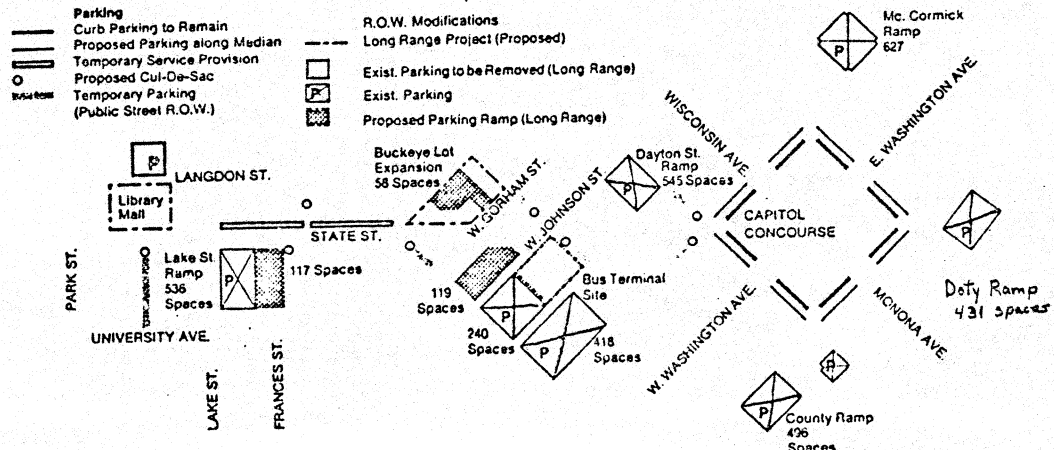 Parking
Curb Parking to Remain
Proposed Parking along Median
Temporary Service Provision
Proposed Cul-De-Sac
Temporary Parking
(Public Street R.O.W.)
R.O.W. Modifications
Long Range Project (Proposed)
Exist. Parking to be Removed (Long Range)
P
Exist. Parking
Proposed Parking Ramp (Long Range)
Mc. Cormick
Ramp
627
P
WISCONSIN AVE.
E. WASHINGTON AVE.
P
LANGDON ST.
Library
Mall
Buckeye Lot
Expansion
58 Spaces
W. GORHAM ST.
W. JOHNSON ST.
Dayton St.
Ramp
545 Spaces
P
CAPITOL
CONCOURSE
P
STATE ST.
PARK ST.
Lake St.
Ramp
536
Spaces
P
117 Spaces
119
Spaces
Bus Terminal
Site
P
240
Spaces
P
418
Spaces
Doty Ramp
431 spaces
UNIVERSITY AVE.
LAKE ST.
FRANCES ST.
W. WASHINGTON AVE.
MONONA AVE.
P
P
County Ramp
496
Spaces